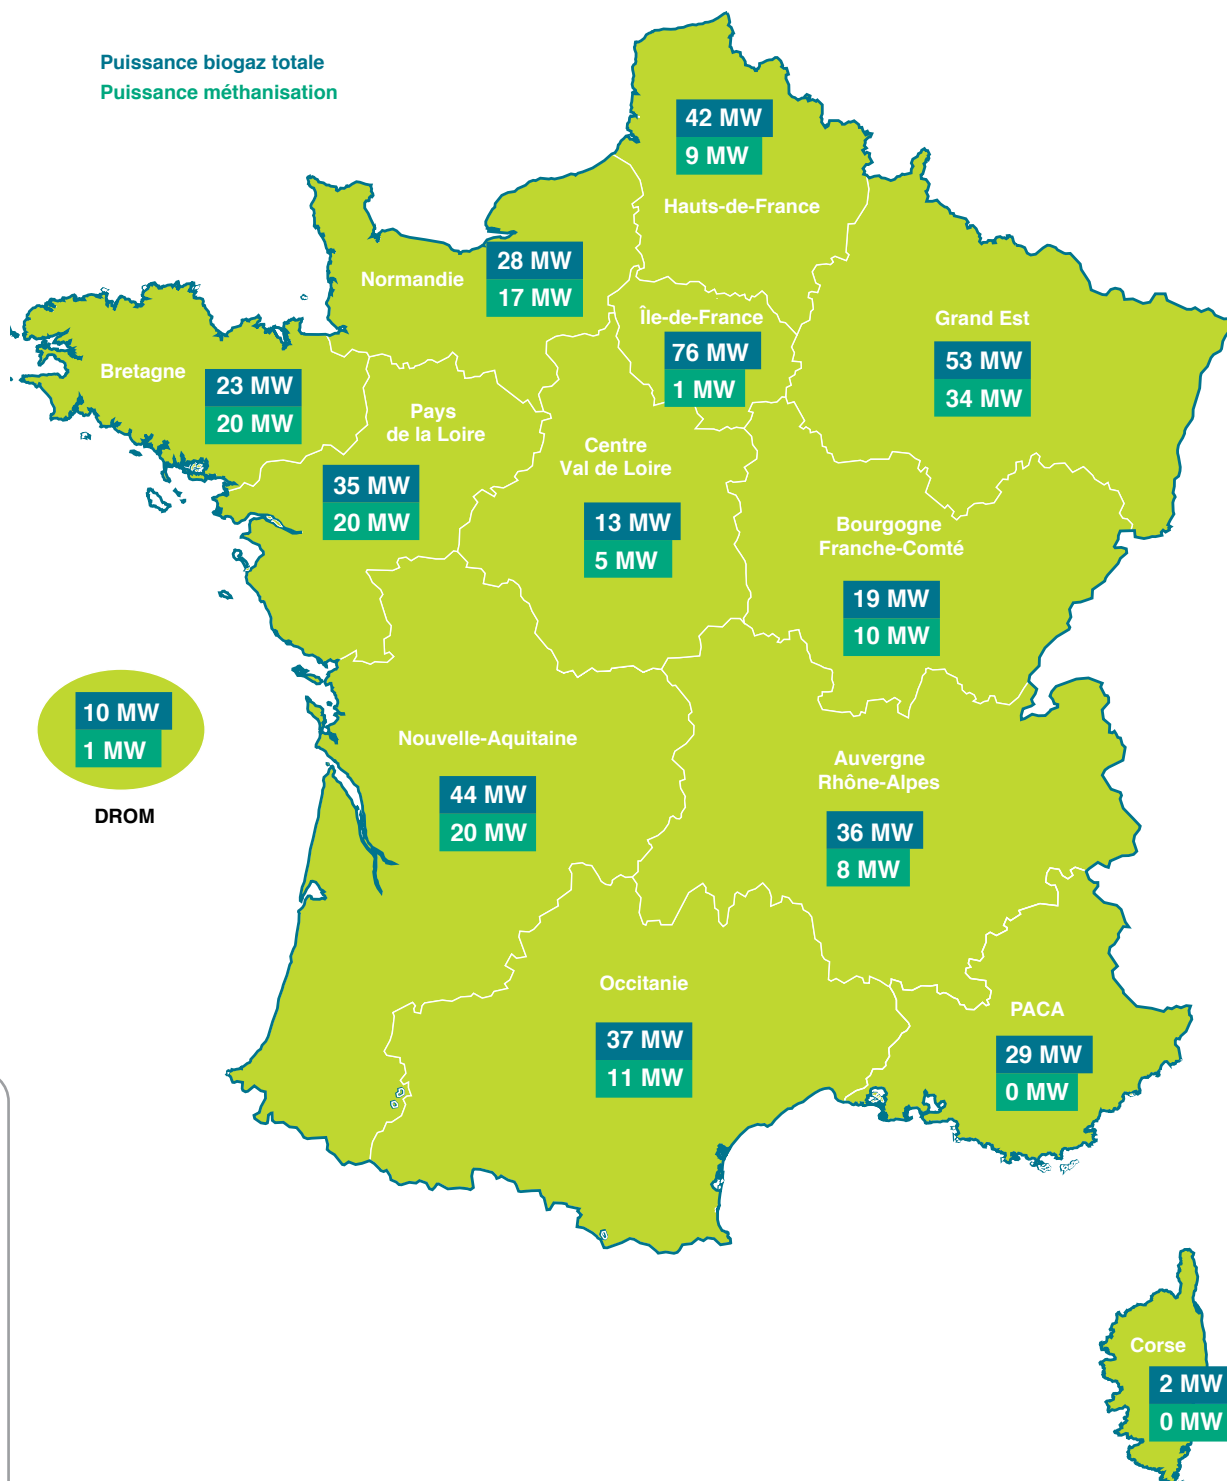 Puissance biogaz totale
Puissance méthanisation
42 MW
9 MW
Hauts-de-France
Normandie
28 MW
17 MW
Île-de-France
76 MW
1 MW
Grand Est
53 MW
34 MW
Bretagne
23 MW
20 MW
Pays
de la Loire
35 MW
20 MW
Centre
Val de Loire
13 MW
5 MW
Bourgogne
Franche-Comté
19 MW
10 MW
10 MW
1 MW
DROM
Nouvelle-Aquitaine
44 MW
20 MW
Auvergne
Rhône-Alpes
36 MW
8 MW
Occitanie
37 MW
11 MW
PACA
29 MW
0 MW
Corse
2 MW
0 MW